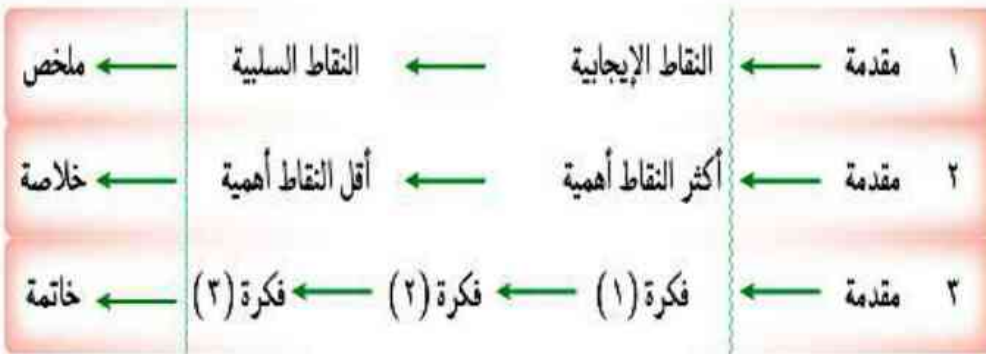 ١ مقدمة ← النقاط الإيجابية ← النقاط السلبية ← ملخص
٢ مقدمة ← أكثر النقاط أهمية ← أقل النقاط أهمية ← خلاصة
٣ مقدمة ← فكرة (١) ← فكرة (٢) ← فكرة (٣) ← خاتمة